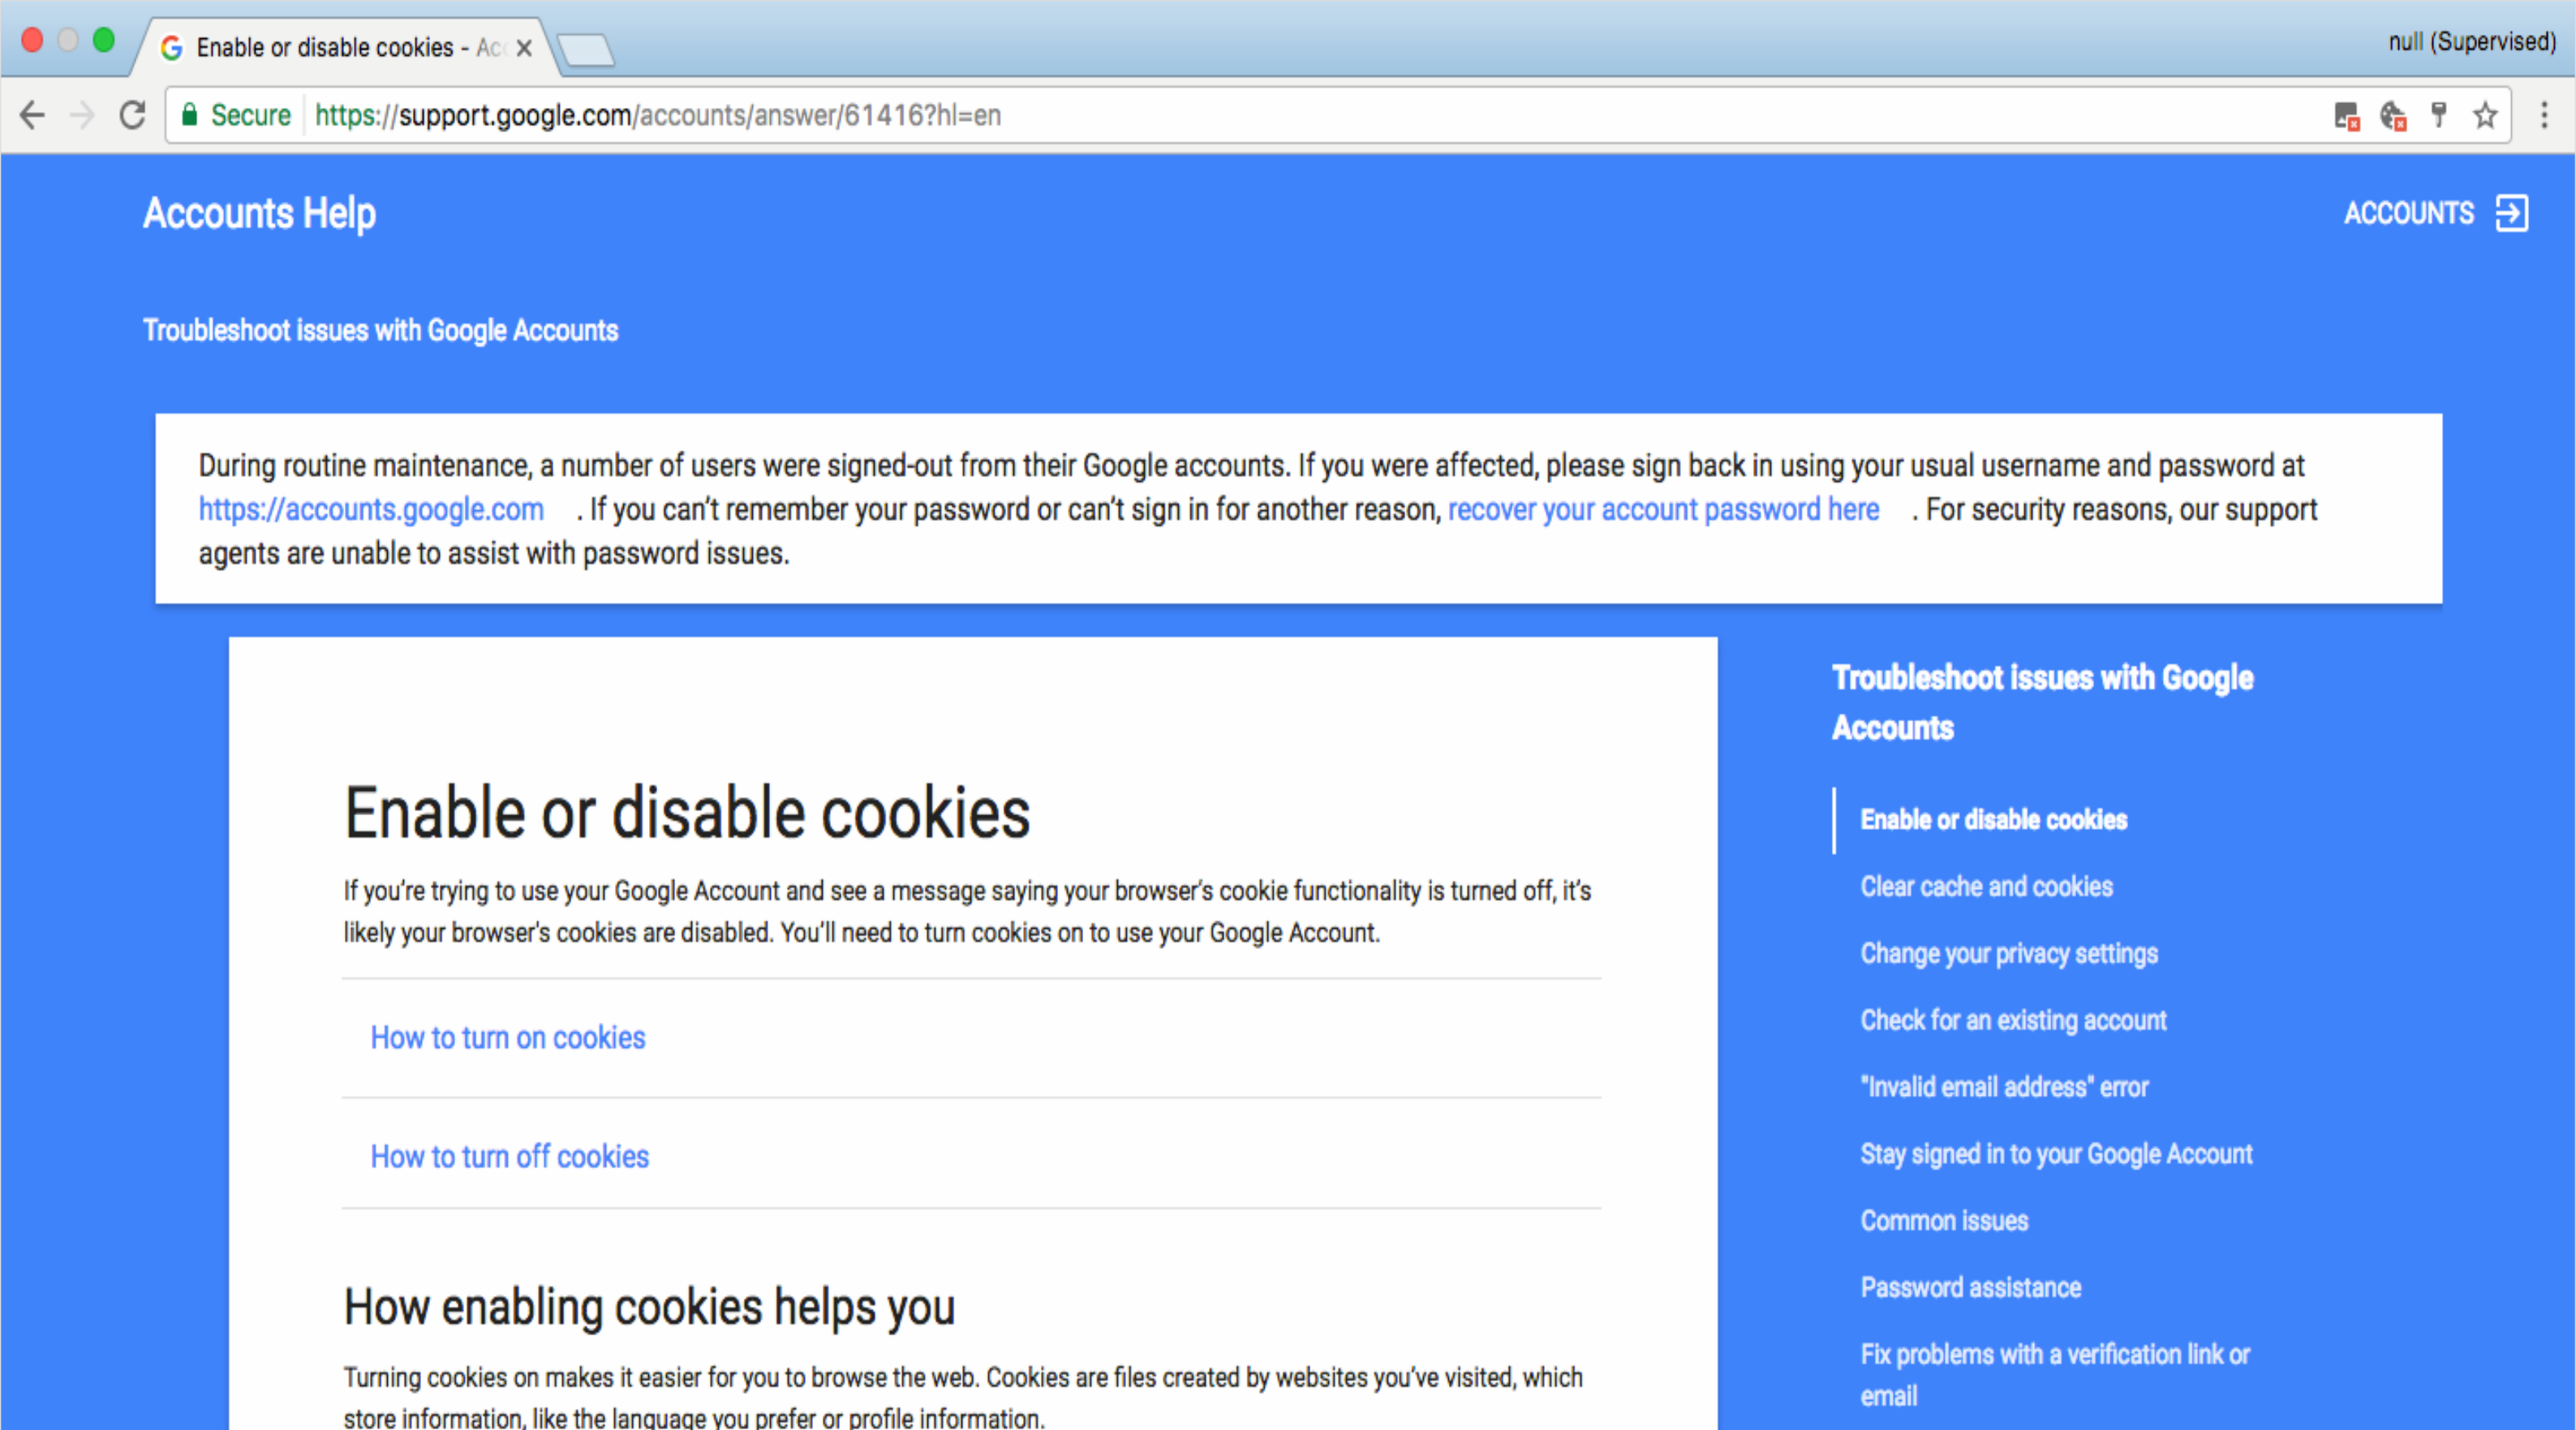 Enable or disable cookies - Acc
null (Supervised)
Secure https://support.google.com/accounts/answer/61416?hl=en
Accounts Help
ACCOUNTS
Troubleshoot issues with Google Accounts
During routine maintenance, a number of users were signed-out from their Google accounts. If you were affected, please sign back in using your usual username and password at
https://accounts.google.com . If you can't remember your password or can't sign in for another reason, recover your account password here . For security reasons, our support
agents are unable to assist with password issues.
Enable or disable cookies
If you're trying to use your Google Account and see a message saying your browser's cookie functionality is turned off, it's
likely your browser's cookies are disabled. You'll need to turn cookies on to use your Google Account.
How to turn on cookies
How to turn off cookies
How enabling cookies helps you
Turning cookies on makes it easier for you to browse the web. Cookies are files created by websites you've visited, which
store information, like the language you prefer or profile information.
Troubleshoot issues with Google
Accounts
Enable or disable cookies
Clear cache and cookies
Change your privacy settings
Check for an existing account
"Invalid email address" error
Stay signed in to your Google Account
Common issues
Password assistance
Fix problems with a verification link or
email